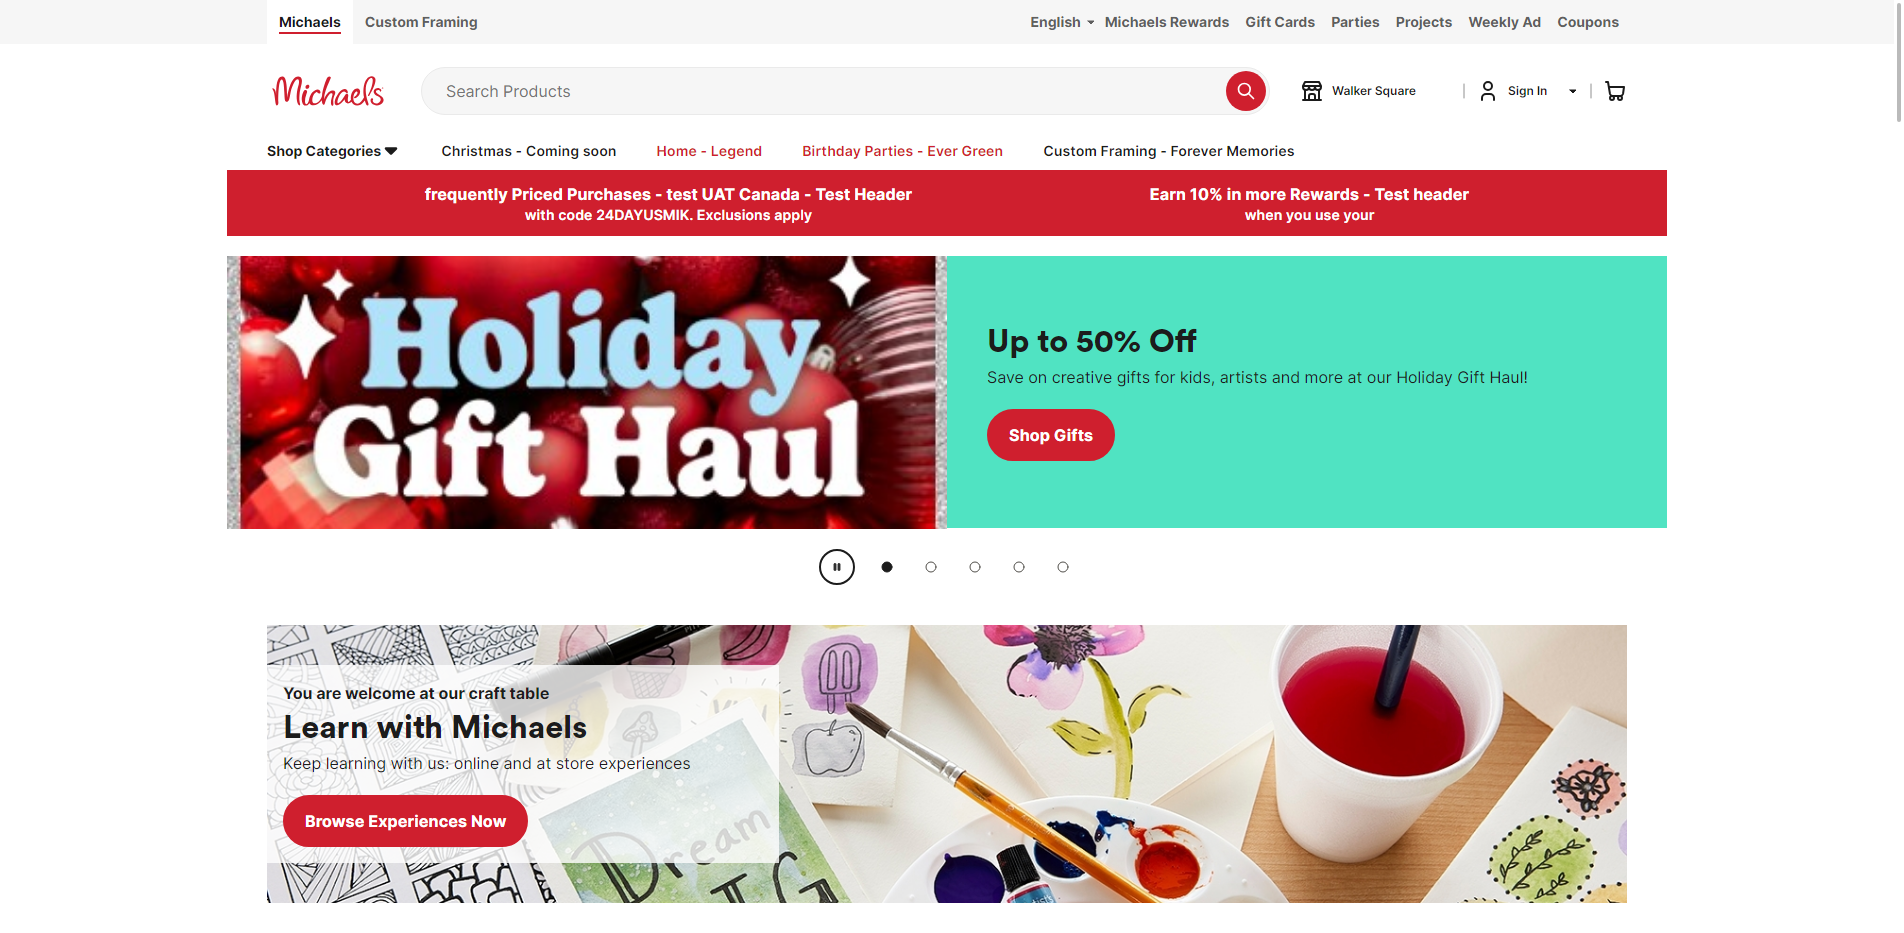 Michaels
Custom Framing
English
Michaels Rewards
Gift Cards
Parties
Projects
Weekly Ad
Coupons
Michaels
Search Products
Walker Square
Sign In
Shop Categories
Christmas - Coming soon
Home - Legend
Birthday Parties - Ever Green
Custom Framing - Forever Memories
frequently Priced Purchases - test UAT Canada - Test Header
with code 24DAYUSMIK. Exclusions apply
Earn 10% in more Rewards - Test header
when you use your
Holiday
Gift Haul
Up to 50% Off
Save on creative gifts for kids, artists and more at our Holiday Gift Haul!
Shop Gifts
You are welcome at our craft table
Learn with Michaels
Keep learning with us: online and at store experiences
Browse Experiences Now
Dream